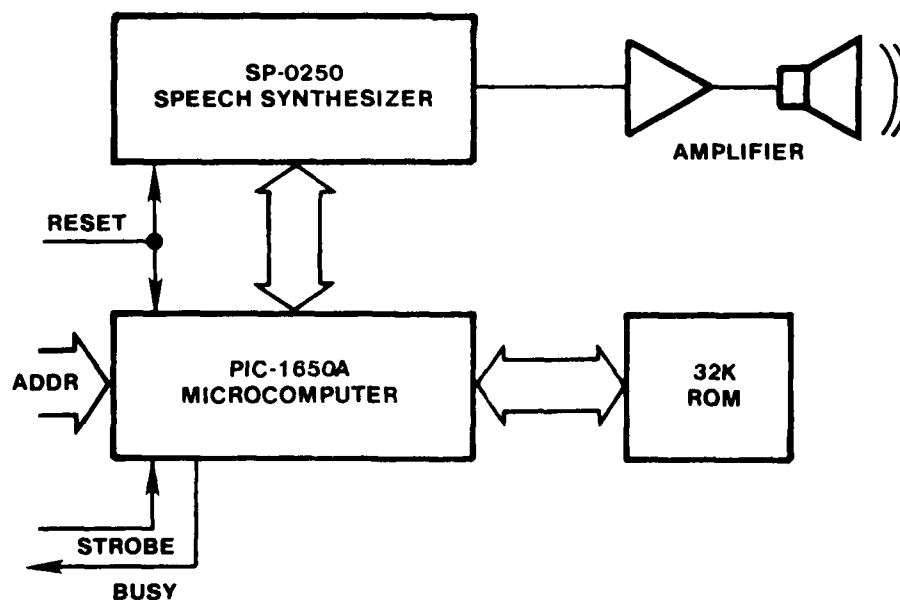 SP-0250
SPEECH SYNTHESIZER
AMPLIFIER
RESET
PIC-1650A
MICROCOMPUTER
ADDR
32K
ROM
STROBE
BUSY